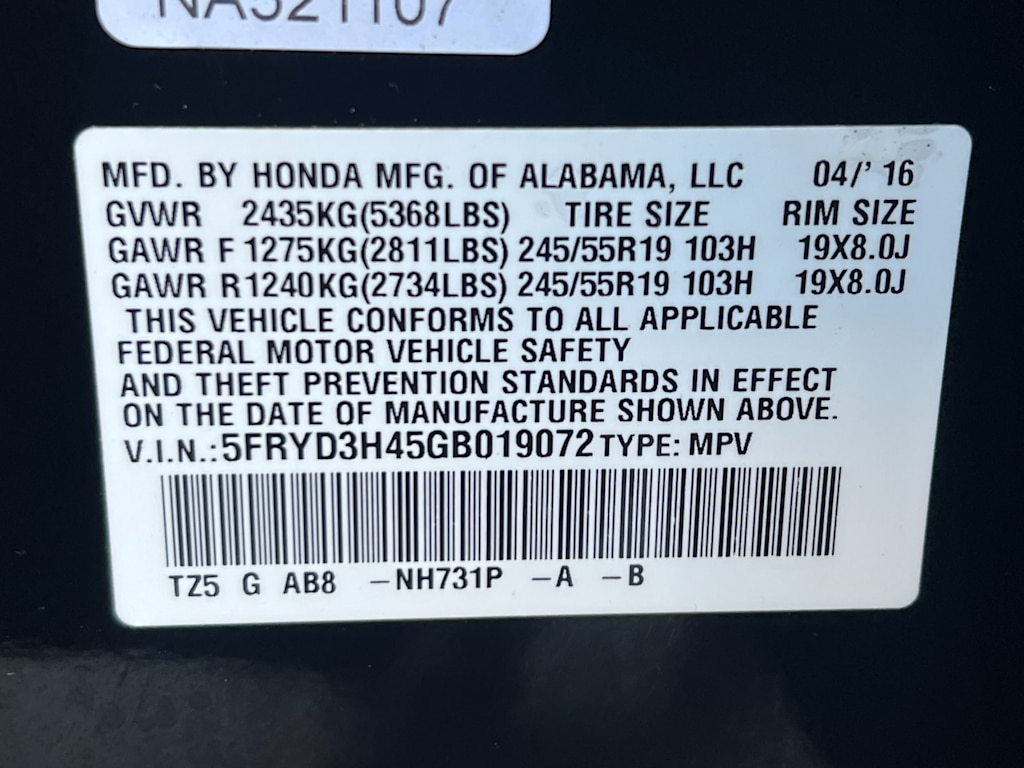 NA521107
MFD. BY HONDA MFG. OF ALABAMA, LLC 04/' 16
GVWR 2435KG(5368LBS) TIRE SIZE RIM SIZE
GAWR F 1275KG(2811LBS) 245/55R19 103H 19X8.0J
GAWR R1240KG(2734LBS) 245/55R19 103H 19X8.0J
THIS VEHICLE CONFORMS TO ALL APPLICABLE
FEDERAL MOTOR VEHICLE SAFETY
AND THEFT PREVENTION STANDARDS IN EFFECT
ON THE DATE OF MANUFACTURE SHOWN ABOVE.
V.I.N.:5FRYD3H45GB019072 TYPE: MPV
TZ5 G AB8 -NH731P -A -B